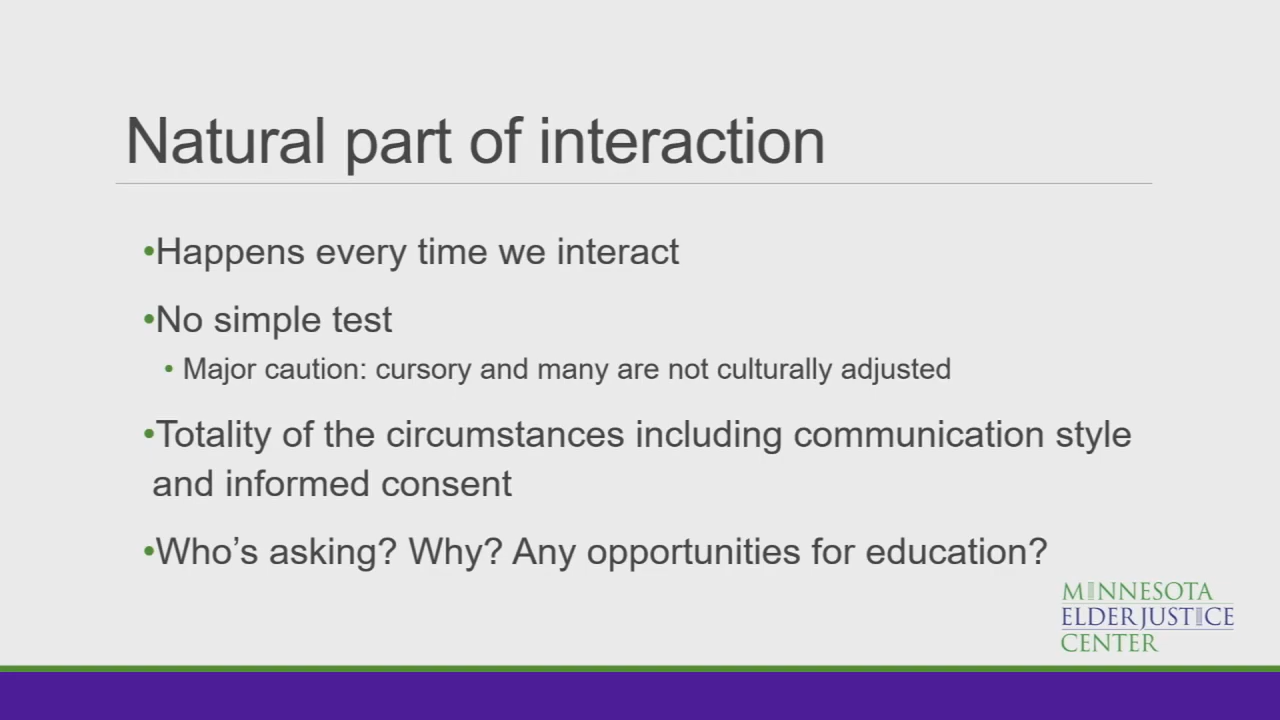 Natural part of interaction
•Happens every time we interact
•No simple test
• Major caution: cursory and many are not culturally adjusted
•Totality of the circumstances including communication style
and informed consent
•Who’s asking? Why? Any opportunities for education?
MINNESOTA
ELDER JUSTICE
CENTER